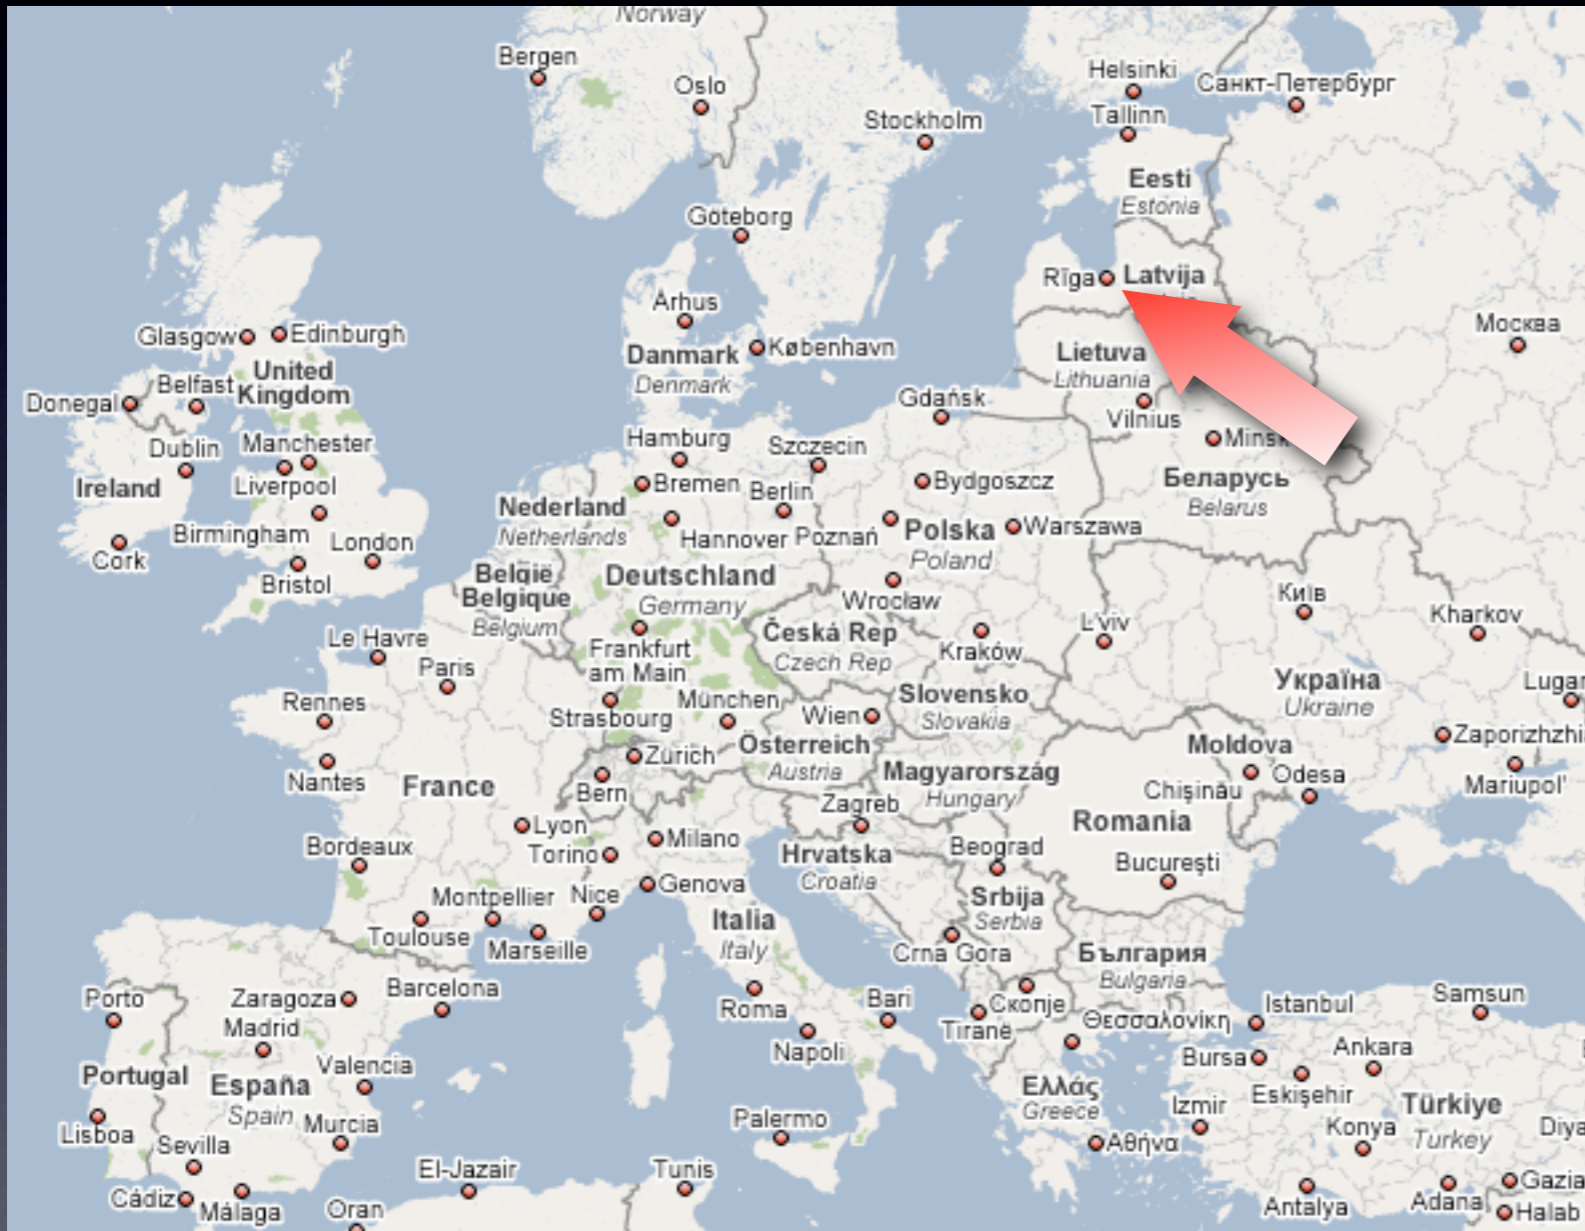 Norway
Bergen
Oslo
Helsinki
Санкт-Петербург
Tallinn
Stockholm
Eesti
Estonia
Göteborg
Rīga
Latvija
Århus
Glasgow
Edinburgh
Москва
Danmark
Denmark
København
United
Kingdom
Lietuva
Lithuania
Belfast
Donegal
Gdańsk
Vilnius
Dublin
Manchester
Hamburg
Szczecin
Minsk
Ireland
Liverpool
Bremen
Berlin
Bydgoszcz
Беларусь
Belarus
Nederland
Netherlands
Birmingham
London
Hannover
Poznań
Polska
Poland
Warszawa
Cork
Bristol
België
Belgique
Belgium
Deutschland
Germany
Wrocław
Київ
Kharkov
Le Havre
Paris
Frankfurt
am Main
Česká Rep
Czech Rep
Kraków
L'viv
Rennes
Strasbourg
München
Wien
Slovensko
Slovakia
Україна
Ukraine
Lugar
Nantes
France
Zürich
Bern
Österreich
Austria
Magyarország
Hungary
Moldova
Chişinău
Odesa
Zaporizhzhi
Mariupol'
Zagreb
Lyon
Torino
Milano
Romania
Bordeaux
Hrvatska
Croatia
Beograd
Bucureşti
Montpellier
Nice
Genova
Srbija
Serbia
Toulouse
Marseille
Italia
Italy
Crna Gora
България
Bulgaria
Porto
Zaragoza
Barcelona
Madrid
Roma
Bari
Скопје
Tiranë
Θεσσαλονίκη
Istanbul
Samsun
Napoli
Valencia
Bursa
Ankara
Portugal
España
Spain
Ελλάς
Greece
Eskişehir
Türkiye
Turkey
Izmir
Lisboa
Murcia
Palermo
Αθήνα
Konya
Diya
Sevilla
El-Jazair
Tunis
Cádiz
Málaga
Oran
Antalya
Adana
Gazia
Halab